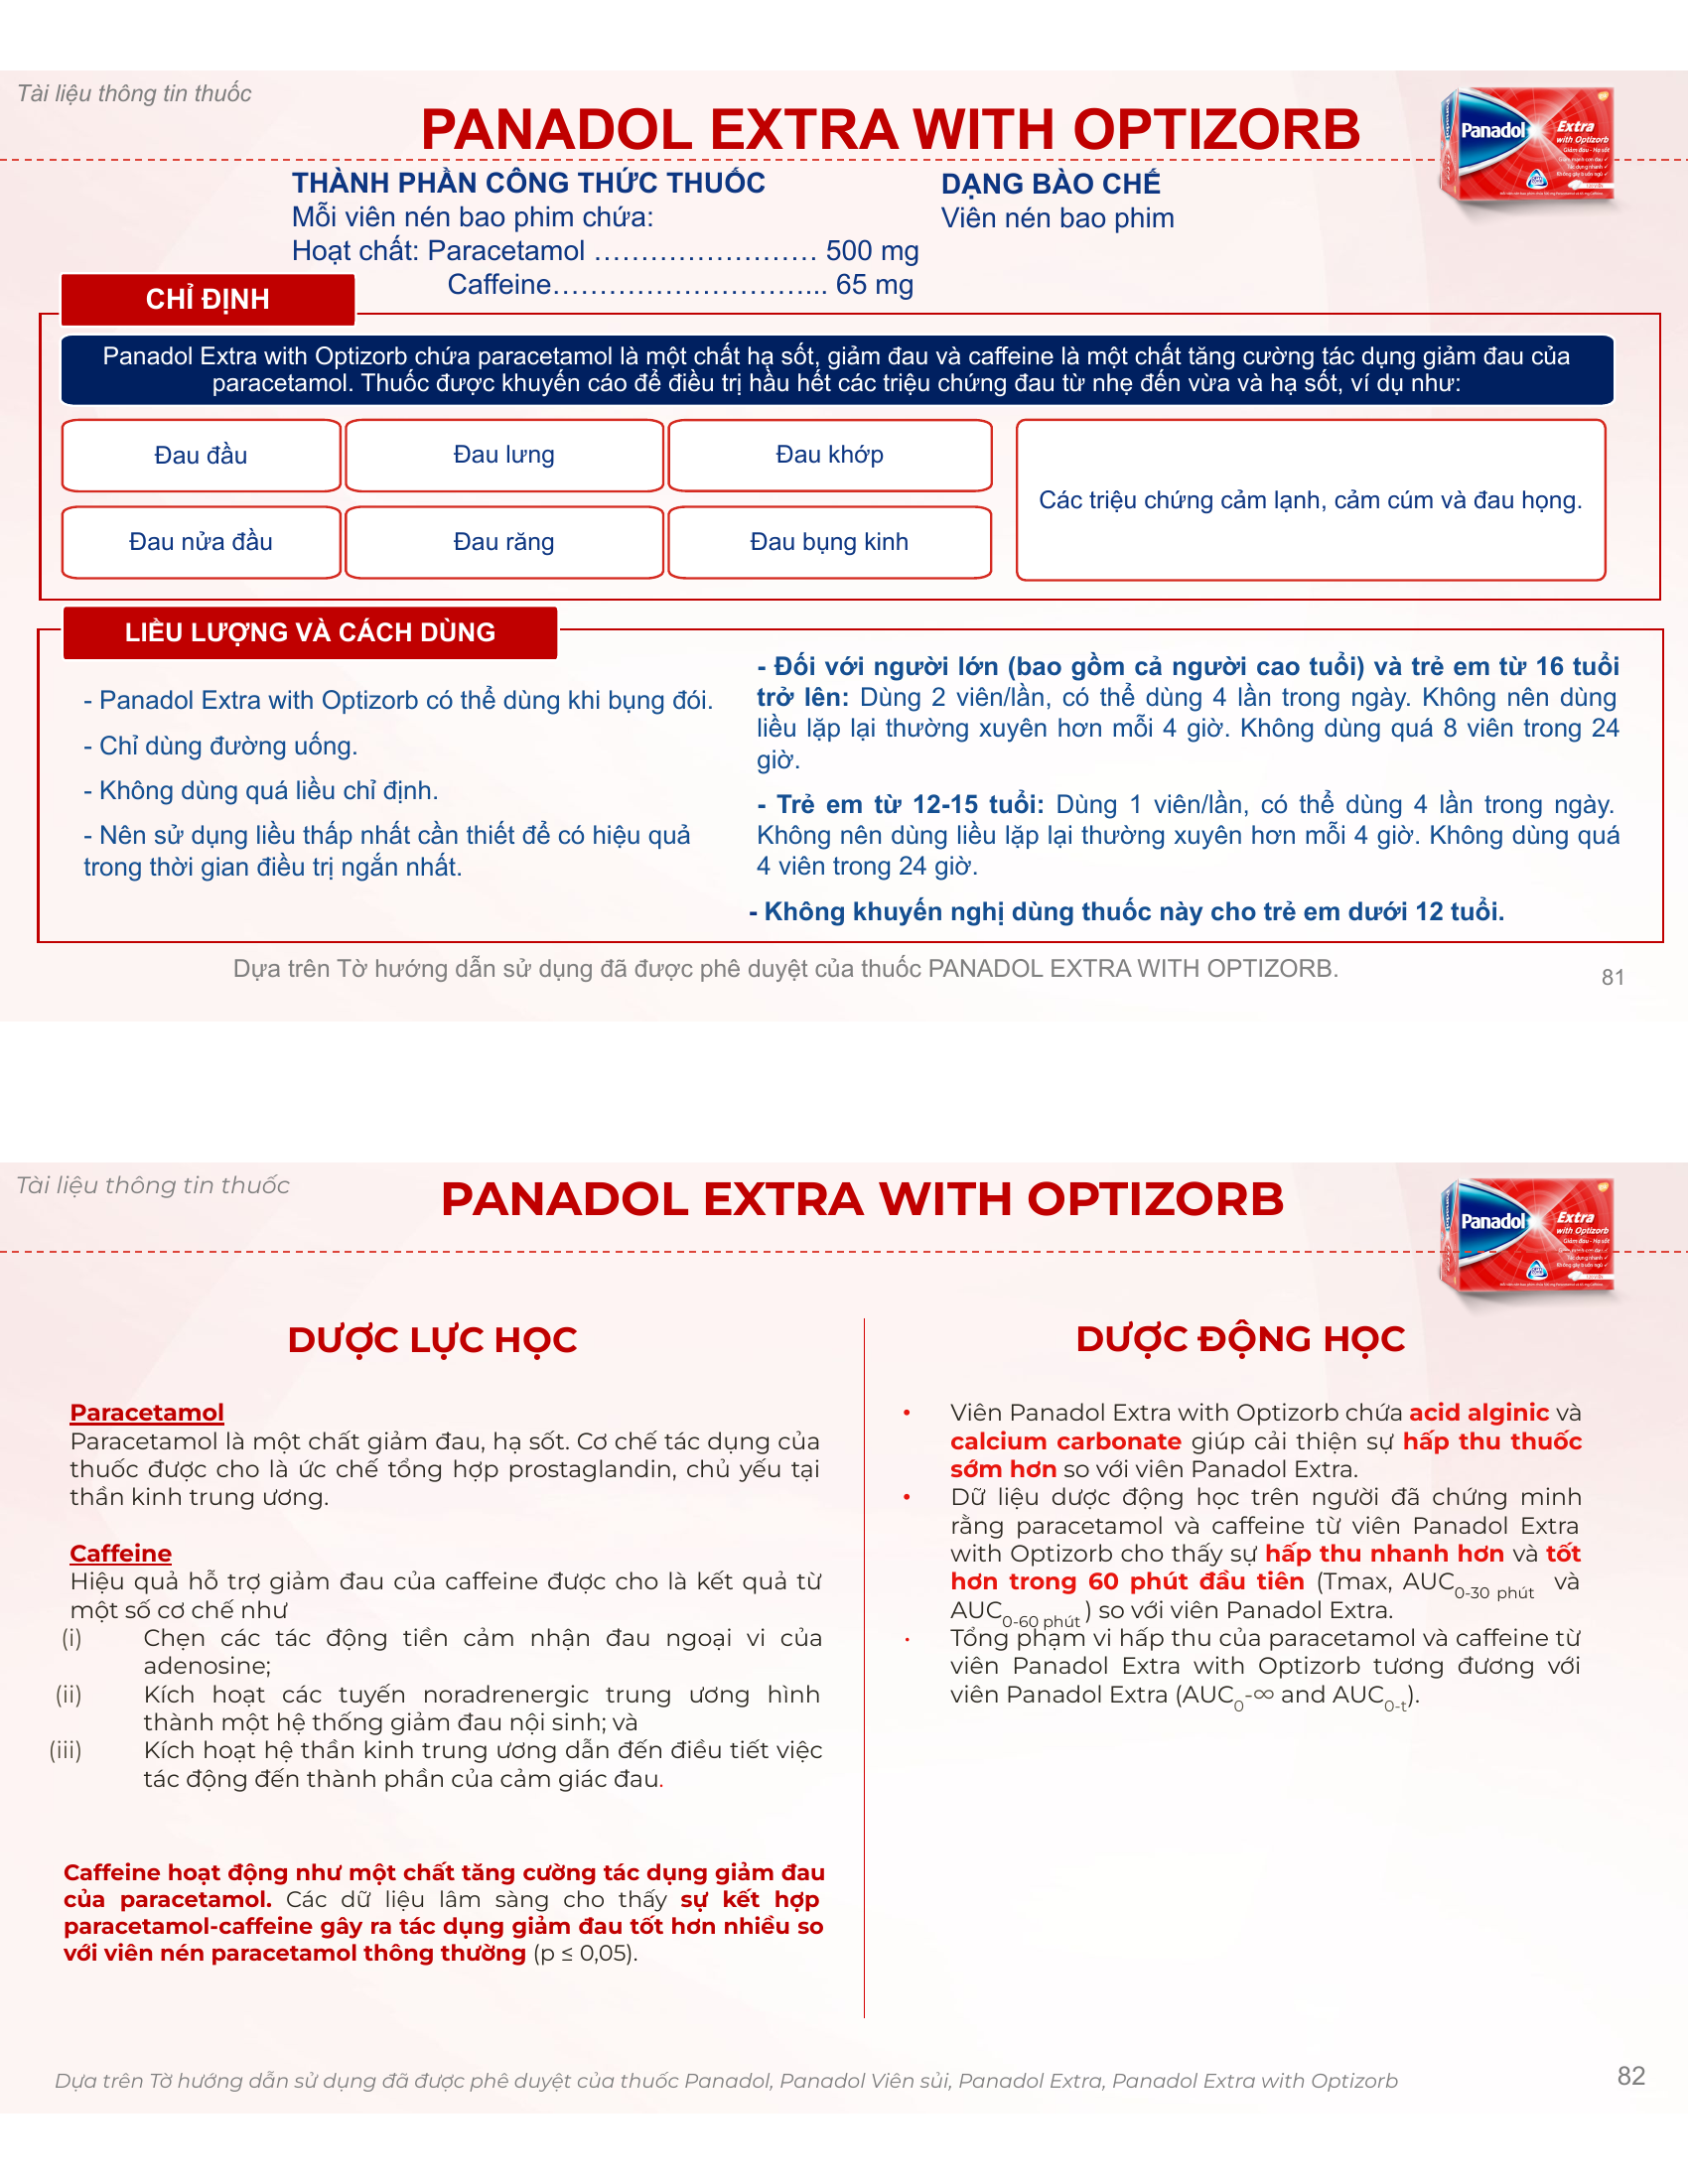 Tài liệu thông tin thuốc
PANADOL EXTRA WITH OPTIZORB
Panadol
Extra
with Optizorb
Giảm đau - Hạ sốt
THÀNH PHẦN CÔNG THỨC THUỐC
Mỗi viên nén bao phim chứa:
Hoạt chất: Paracetamol …………………… 500 mg
Caffeine………………………... 65 mg
DẠNG BÀO CHẾ
Viên nén bao phim
CHỈ ĐỊNH
Panadol Extra with Optizorb chứa paracetamol là một chất hạ sốt, giảm đau và caffeine là một chất tăng cường tác dụng giảm đau của
paracetamol. Thuốc được khuyến cáo để điều trị hầu hết các triệu chứng đau từ nhẹ đến vừa và hạ sốt, ví dụ như:
Đau đầu
Đau lưng
Đau khớp
Đau nửa đầu
Đau răng
Đau bụng kinh
Các triệu chứng cảm lạnh, cảm cúm và đau họng.
LIỀU LƯỢNG VÀ CÁCH DÙNG
- Panadol Extra with Optizorb có thể dùng khi bụng đói.
- Chỉ dùng đường uống.
- Không dùng quá liều chỉ định.
- Nên sử dụng liều thấp nhất cần thiết để có hiệu quả
trong thời gian điều trị ngắn nhất.
- Đối với người lớn (bao gồm cả người cao tuổi) và trẻ em từ 16 tuổi
trở lên: Dùng 2 viên/lần, có thể dùng 4 lần trong ngày. Không nên dùng
liều lặp lại thường xuyên hơn mỗi 4 giờ. Không dùng quá 8 viên trong 24
giờ.
- Trẻ em từ 12-15 tuổi: Dùng 1 viên/lần, có thể dùng 4 lần trong ngày.
Không nên dùng liều lặp lại thường xuyên hơn mỗi 4 giờ. Không dùng quá
4 viên trong 24 giờ.
- Không khuyến nghị dùng thuốc này cho trẻ em dưới 12 tuổi.
Dựa trên Tờ hướng dẫn sử dụng đã được phê duyệt của thuốc PANADOL EXTRA WITH OPTIZORB.
81
Tài liệu thông tin thuốc
PANADOL EXTRA WITH OPTIZORB
Panadol
Extra
with Optizorb
Giảm đau - Hạ sốt
DƯỢC LỰC HỌC
Paracetamol
Paracetamol là một chất giảm đau, hạ sốt. Cơ chế tác dụng của
thuốc được cho là ức chế tổng hợp prostaglandin, chủ yếu tại
thần kinh trung ương.
Caffeine
Hiệu quả hỗ trợ giảm đau của caffeine được cho là kết quả từ
một số cơ chế như
(i) Chẹn các tác động tiền cảm nhận đau ngoại vi của
adenosine;
(ii) Kích hoạt các tuyến noradrenergic trung ương hình
thành một hệ thống giảm đau nội sinh; và
(iii) Kích hoạt hệ thần kinh trung ương dẫn đến điều tiết việc
tác động đến thành phần của cảm giác đau.
Caffeine hoạt động như một chất tăng cường tác dụng giảm đau
của paracetamol. Các dữ liệu lâm sàng cho thấy sự kết hợp
paracetamol-caffeine gây ra tác dụng giảm đau tốt hơn nhiều so
với viên nén paracetamol thông thường (p ≤ 0,05).
DƯỢC ĐỘNG HỌC
• Viên Panadol Extra with Optizorb chứa acid alginic và
calcium carbonate giúp cải thiện sự hấp thu thuốc
sớm hơn so với viên Panadol Extra.
• Dữ liệu dược động học trên người đã chứng minh
rằng paracetamol và caffeine từ viên Panadol Extra
with Optizorb cho thấy sự hấp thu nhanh hơn và tốt
hơn trong 60 phút đầu tiên (Tmax, AUC0-30 phút và
AUC0-60 phút ) so với viên Panadol Extra.
• Tổng phạm vi hấp thu của paracetamol và caffeine từ
viên Panadol Extra with Optizorb tương đương với
viên Panadol Extra (AUC0-∞ and AUC0-t).
Dựa trên Tờ hướng dẫn sử dụng đã được phê duyệt của thuốc Panadol, Panadol Viên sủi, Panadol Extra, Panadol Extra with Optizorb
82